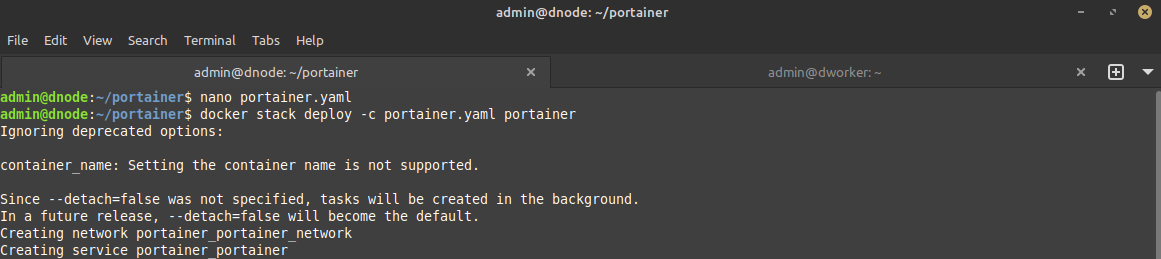 admin@dnode: ~/portainer
File Edit View Search Terminal Tabs Help
admin@dnode: ~/portainer
admin@dworker: ~
admin@dnode:~/portainer$ nano portainer.yaml
admin@dnode:~/portainer$ docker stack deploy -c portainer.yaml portainer
Ignoring deprecated options:
container_name: Setting the container name is not supported.
Since --detach=false was not specified, tasks will be created in the background.
In a future release, --detach=false will become the default.
Creating network portainer_portainer_network
Creating service portainer_portainer